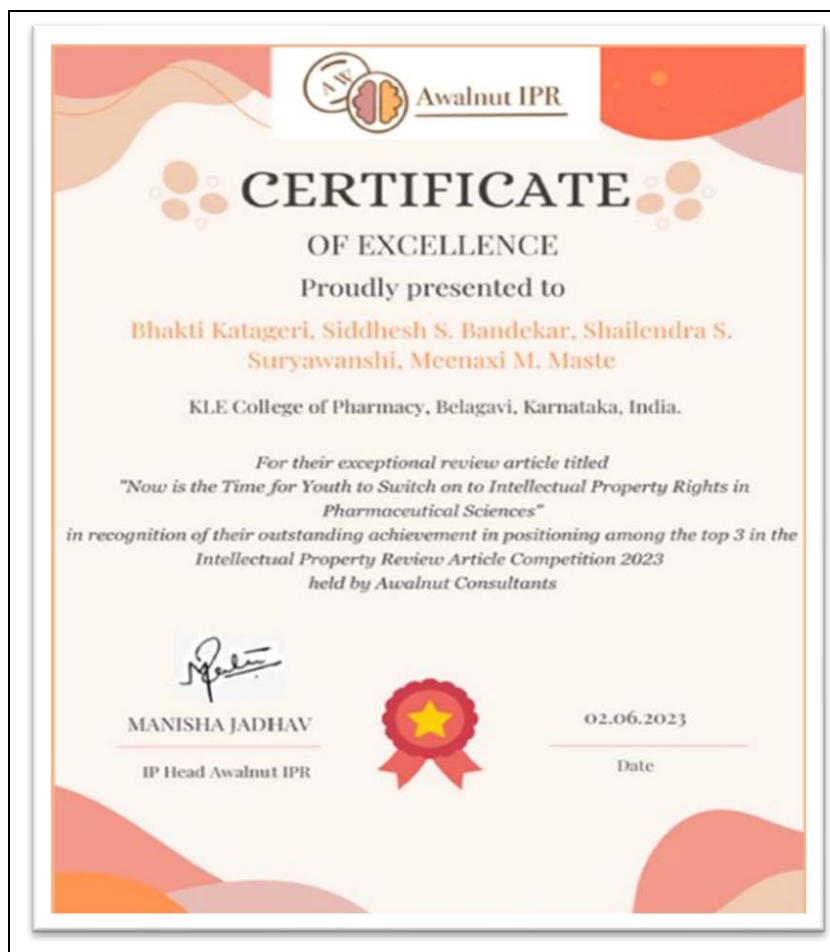 AW
Awalnut IPR
CERTIFICATE
OF EXCELLENCE
Proudly presented to
Bhakti Katageri, Siddhesh S. Bandekar, Shailendra S.
Suryawanshi, Meenaxi M. Maste
KLE College of Pharmacy, Belagavi, Karnataka, India.
For their exceptional review article titled
"Now is the Time for Youth to Switch on to Intellectual Property Rights in
Pharmaceutical Sciences"
in recognition of their outstanding achievement in positioning among the top 3 in the
Intellectual Property Review Article Competition 2023
held by Awalnut Consultants
MANISHA JADHAV
02.06.2023
IP Head Awalnut IPR
Date